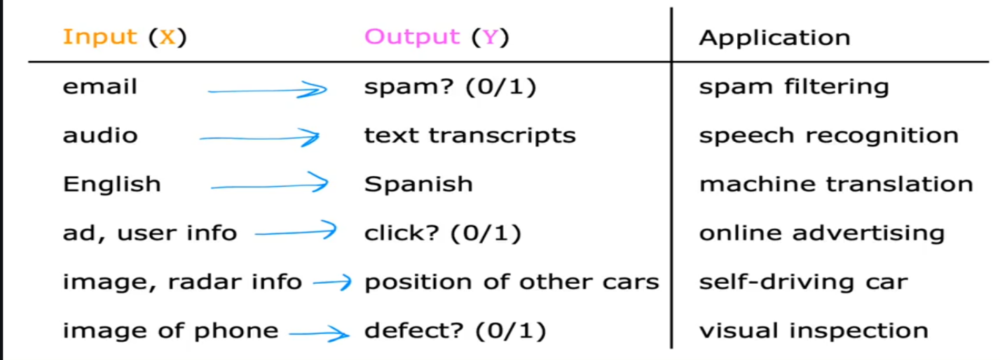 Input (X) Output (Y) Application
email spam? (0/1) spam filtering
audio text transcripts speech recognition
English Spanish machine translation
ad, user info click? (0/1) online advertising
image, radar info position of other cars self-driving car
image of phone defect? (0/1) visual inspection